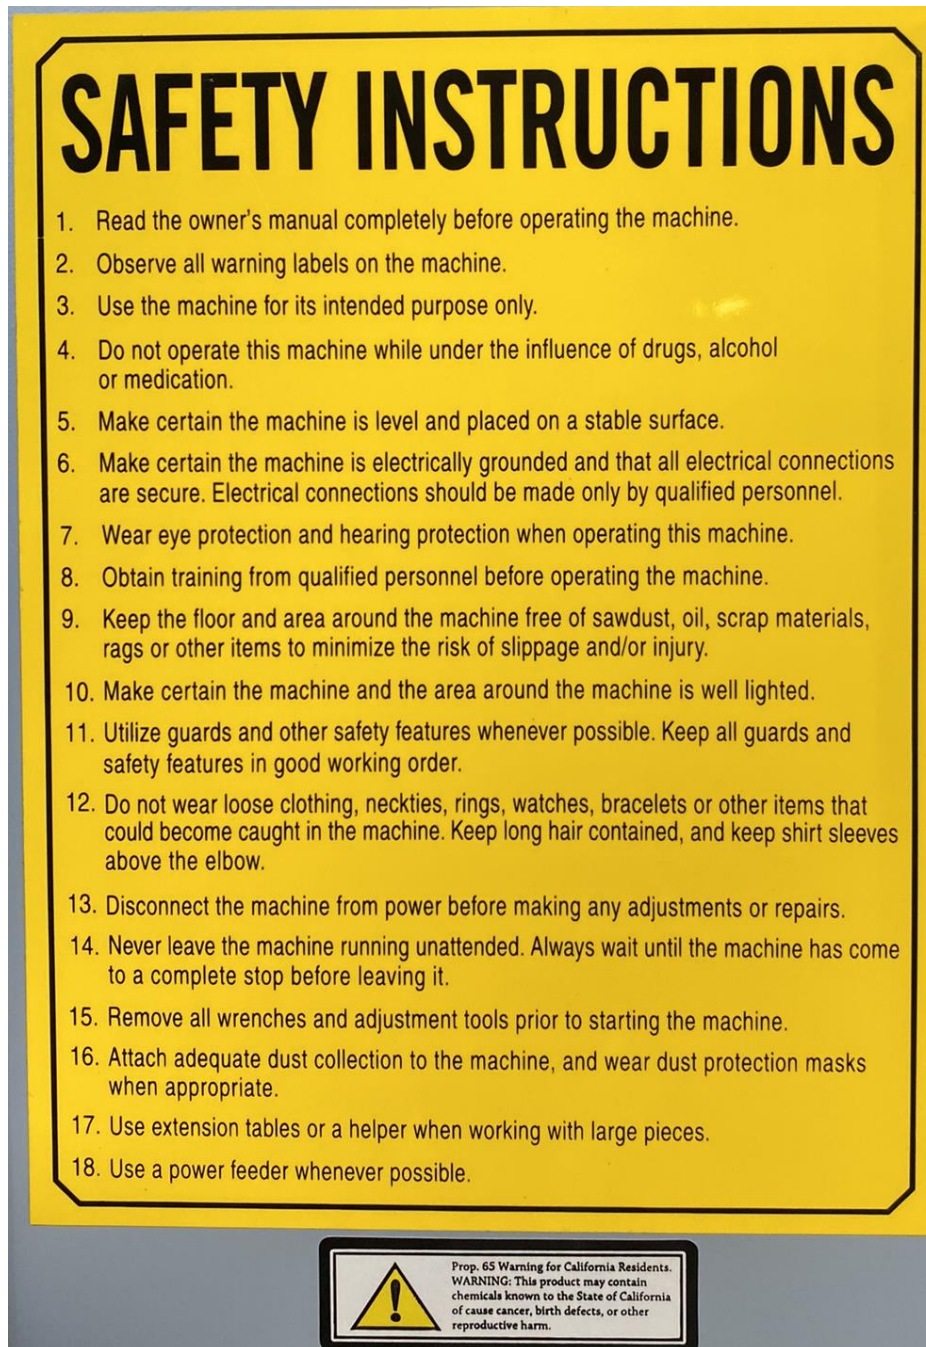 SAFETY INSTRUCTIONS
1. Read the owner's manual completely before operating the machine.
2. Observe all warning labels on the machine.
3. Use the machine for its intended purpose only.
4. Do not operate this machine while under the influence of drugs, alcohol
or medication.
5. Make certain the machine is level and placed on a stable surface.
6. Make certain the machine is electrically grounded and that all electrical connections
are secure. Electrical connections should be made only by qualified personnel.
7. Wear eye protection and hearing protection when operating this machine.
8. Obtain training from qualified personnel before operating the machine.
9. Keep the floor and area around the machine free of sawdust, oil, scrap materials,
rags or other items to minimize the risk of slippage and/or injury.
10. Make certain the machine and the area around the machine is well lighted.
11. Utilize guards and other safety features whenever possible. Keep all guards and
safety features in good working order.
12. Do not wear loose clothing, neckties, rings, watches, bracelets or other items that
could become caught in the machine. Keep long hair contained, and keep shirt sleeves
above the elbow.
13. Disconnect the machine from power before making any adjustments or repairs.
14. Never leave the machine running unattended. Always wait until the machine has come
to a complete stop before leaving it.
15. Remove all wrenches and adjustment tools prior to starting the machine.
16. Attach adequate dust collection to the machine, and wear dust protection masks
when appropriate.
17. Use extension tables or a helper when working with large pieces.
18. Use a power feeder whenever possible.
Prop. 65 Warning for California Residents.
WARNING: This product may contain
chemicals known to the State of California
of cause cancer, birth defects, or other
reproductive harm.